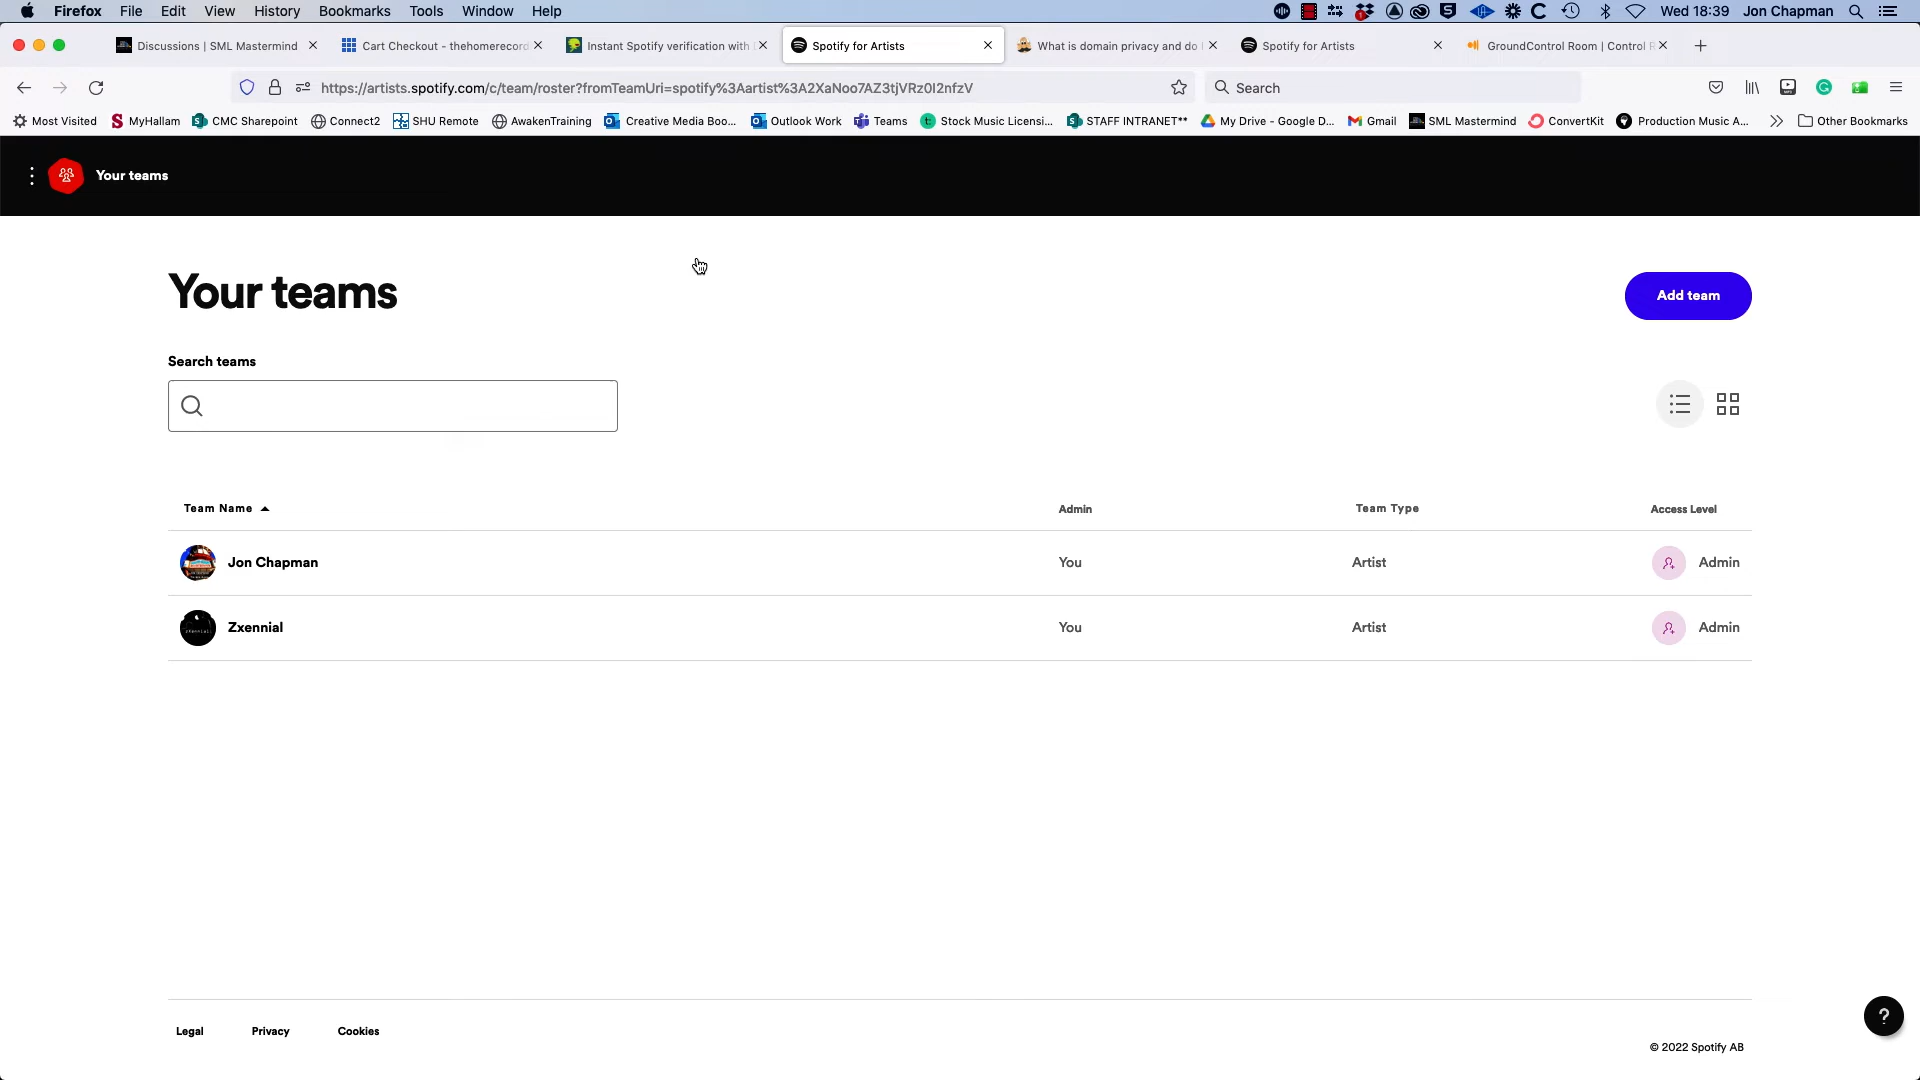 Firefox File Edit View History Bookmarks Tools Window Help Wed 18:39 Jon Chapman
Discussions | SML Mastermind Cart Checkout - thehomerecord Instant Spotify verification with Spotify for Artists What is domain privacy and do Spotify for Artists GroundControl Room | Control
https://artists.spotify.com/c/team/roster?fromTeamUri=spotify%3Aartist%3A2XaNoo7AZ3tjVRz0I2nfzV Search
Most Visited MyHallam CMC Sharepoint Connect2 SHU Remote AwakenTraining Creative Media Boo... Outlook Work Teams Stock Music Licensi... STAFF INTRANET** My Drive - Google D... Gmail SML Mastermind ConvertKit Production Music A... Other Bookmarks
Your teams
Your teams
Add team
Search teams
Team Name Admin Team Type Access Level
Jon Chapman You Artist Admin
Zxennial You Artist Admin
Legal Privacy Cookies
?
© 2022 Spotify AB